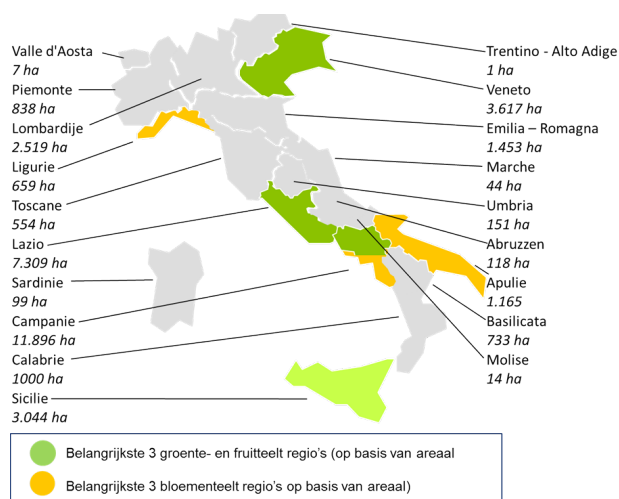 Valle d'Aosta
7 ha
Piemonte
838 ha
Lombardije
2.519 ha
Ligurie
659 ha
Toscane
554 ha
Lazio
7.309 ha
Sardinie
99 ha
Campanie
11.896 ha
Calabrie
1000 ha
Sicilie
3.044 ha
Trentino - Alto Adige
1 ha
Veneto
3.617 ha
Emilia – Romagna
1.453 ha
Marche
44 ha
Umbria
151 ha
Abruzzen
118 ha
Apulie
1.165
Basilicata
733 ha
Molise
14 ha
Belangrijkste 3 groente- en fruitteelt regio's (op basis van areaal
Belangrijkste 3 bloementeelt regio's op basis van areaal)